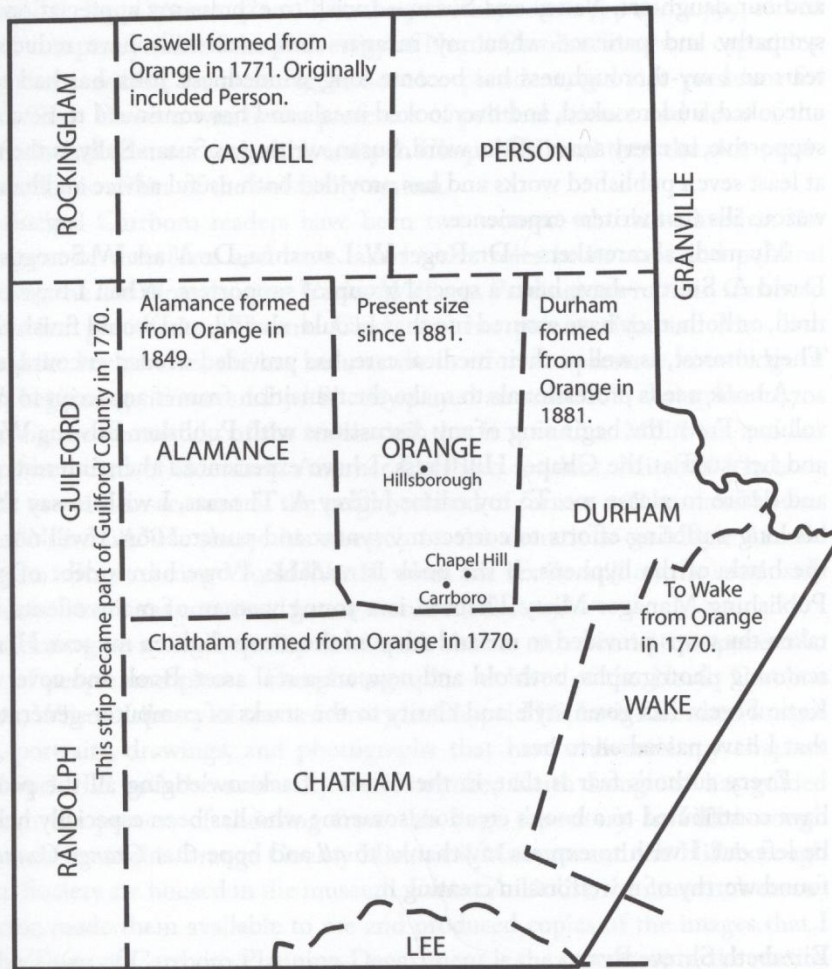 Caswell formed from
Orange in 1771. Originally
included Person.
ROCKINGHAM
CASWELL
PERSON
GRANVILLE
Alamance formed
from Orange in
1849.
Present size
since 1881.
Durham
formed
from
Orange in
1881.
GUILFORD
This strip became part of Guilford County in 1770.
ALAMANCE
ORANGE
Hillsborough
DURHAM
Chapel Hill
Carrboro
To Wake
from Orange
in 1770.
Chatham formed from Orange in 1770.
WAKE
RANDOLPH
CHATHAM
LEE